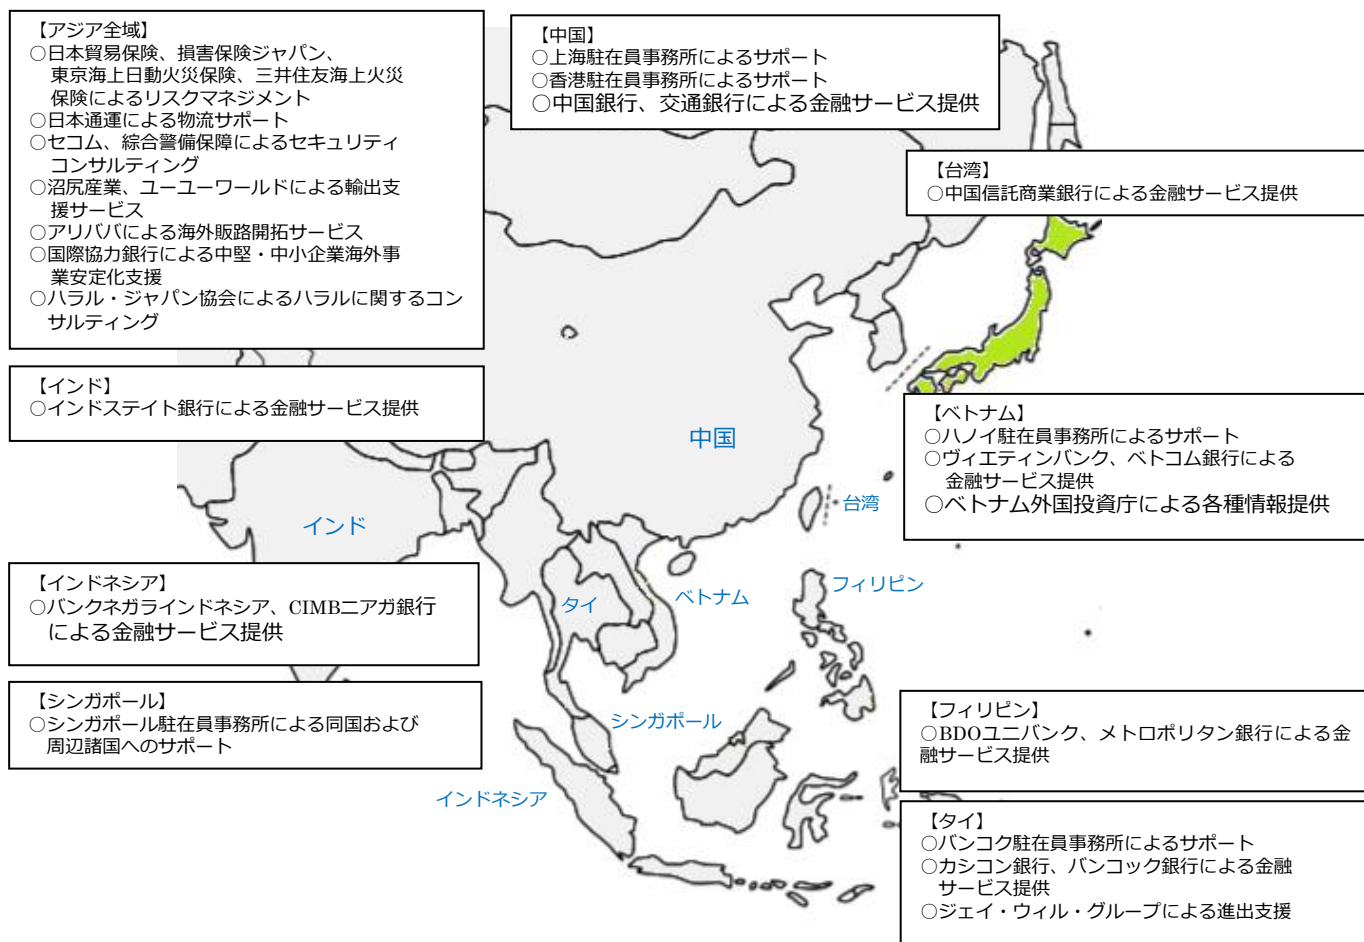 【アジア全域】
○日本貿易保険、損害保険ジャパン、
東京海上日動火災保険、三井住友海上火災
保険によるリスクマネジメント
○日本通運による物流サポート
○セコム、綜合警備保障によるセキュリティ
コンサルティング
○沼尻産業、ユーユーワールドによる輸出支
援サービス
○アリババによる海外販路開拓サービス
○国際協力銀行による中堅・中小企業海外事
業安定化支援
○ハラル・ジャパン協会によるハラルに関するコン
サルティング
【中国】
○上海駐在員事務所によるサポート
○香港駐在員事務所によるサポート
○中国銀行、交通銀行による金融サービス提供
【台湾】
○中国信託商業銀行による金融サービス提供
【インド】
○インドステイト銀行による金融サービス提供
【ベトナム】
○ハノイ駐在員事務所によるサポート
○ヴィエティンバンク、ベトコム銀行による
金融サービス提供
○ベトナム外国投資庁による各種情報提供
中国
台湾
インド
フィリピン
タイ
ベトナム
シンガポール
インドネシア
【インドネシア】
○バンクネガラインドネシア、CIMBニアガ銀行
による金融サービス提供
【シンガポール】
○シンガポール駐在員事務所による同国および
周辺諸国へのサポート
【フィリピン】
○BDOユニバンク、メトロポリタン銀行による金
融サービス提供
【タイ】
○バンコク駐在員事務所によるサポート
○カシコン銀行、バンコック銀行による金融
サービス提供
○ジェイ・ウィル・グループによる進出支援